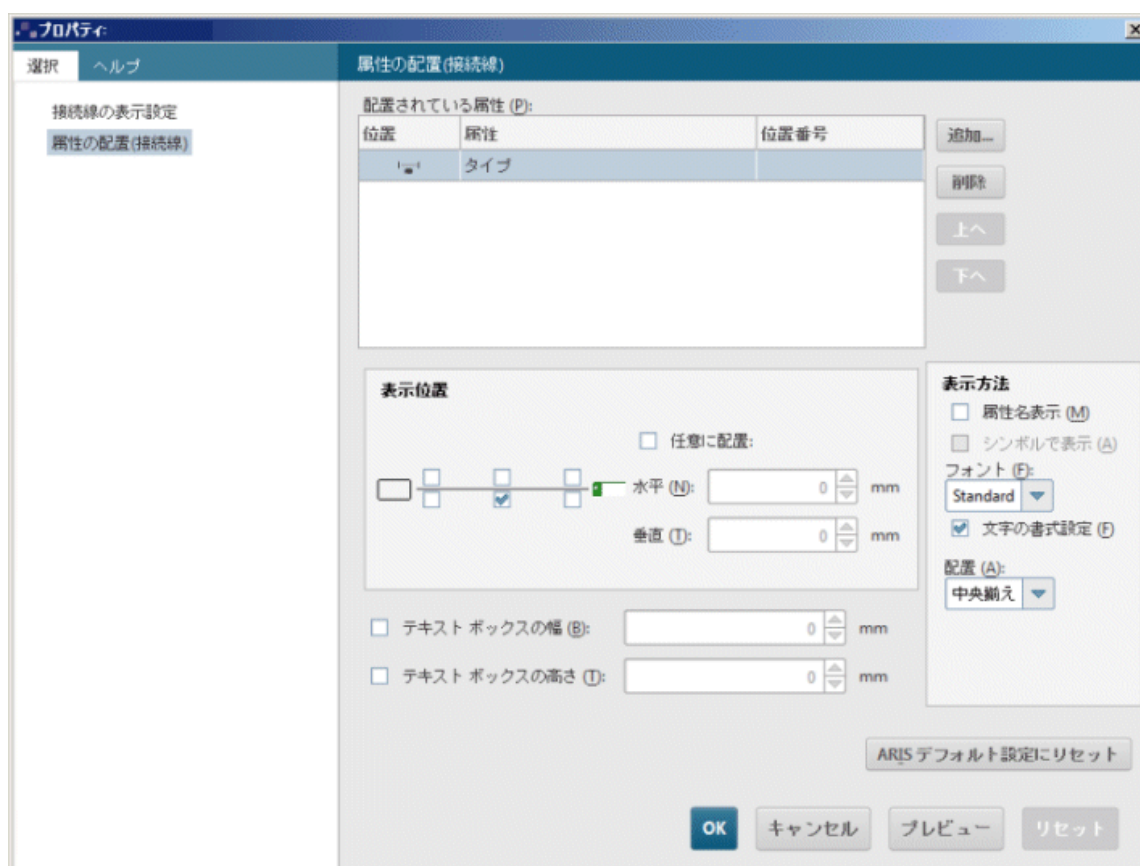 プロパティ:
選択 ヘルプ
接続線の表示設定
属性の配置(接続線)
属性の配置(接続線)
配置されている属性 (P):
位置 属性 位置番号
タイプ
追加...
削除
上へ
下へ
表示位置
任意に配置:
水平 (N): 0 mm
垂直 (T): 0 mm
テキスト ボックスの幅 (B): 0 mm
テキスト ボックスの高さ (T): 0 mm
表示方法
属性名表示 (M)
シンボルで表示 (A)
フォント (F):
Standard
文字の書式設定 (F)
配置 (A):
中央揃え
ARIS デフォルト設定にリセット
OK キャンセル プレビュー リセット